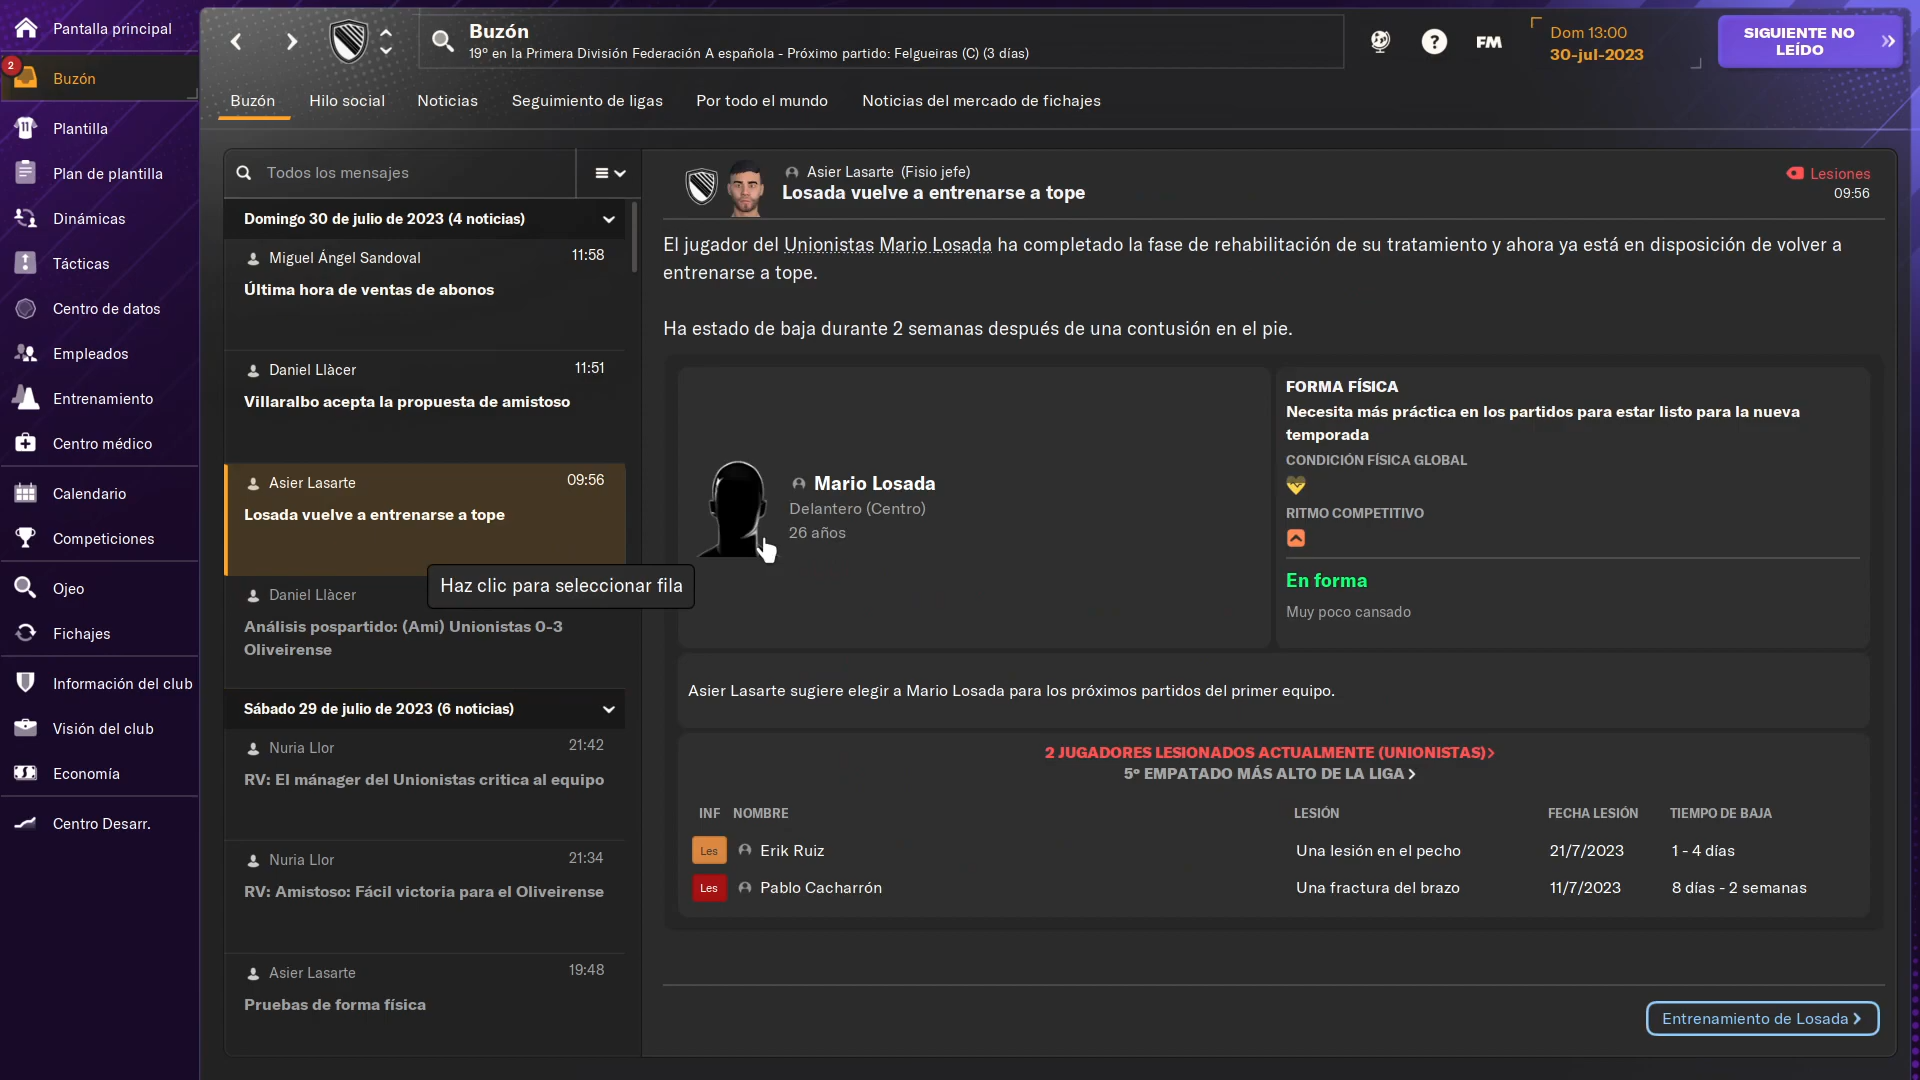 Pantalla principal
2
Buzón
Plantilla
Plan de plantilla
Dinámicas
Tácticas
Centro de datos
Empleados
Entrenamiento
Centro médico
Calendario
Competiciones
Ojeo
Fichajes
Información del club
Visión del club
Economía
Centro Desarr.
Buzón
19º en la Primera División Federación A española - Próximo partido: Felgueiras (C) (3 días)
?
FM
Dom 13:00
30-jul-2023
SIGUIENTE NO LEÍDO
Buzón Hilo social Noticias Seguimiento de ligas Por todo el mundo Noticias del mercado de fichajes
Todos los mensajes
Domingo 30 de julio de 2023 (4 noticias)
Miguel Ángel Sandoval 11:58
Última hora de ventas de abonos
Daniel Llàcer 11:51
Villaralbo acepta la propuesta de amistoso
Asier Lasarte 09:56
Losada vuelve a entrenarse a tope
Haz clic para seleccionar fila
Daniel Llàcer
Análisis pospartido: (Ami) Unionistas 0-3
Oliveirense
Sábado 29 de julio de 2023 (6 noticias)
Nuria Llor 21:42
RV: El mánager del Unionistas critica al equipo
Nuria Llor 21:34
RV: Amistoso: Fácil victoria para el Oliveirense
Asier Lasarte 19:48
Pruebas de forma física
Asier Lasarte (Fisio jefe)
Losada vuelve a entrenarse a tope
Lesiones
09:56
El jugador del Unionistas Mario Losada ha completado la fase de rehabilitación de su tratamiento y ahora ya está en disposición de volver a
entrenarse a tope.
Ha estado de baja durante 2 semanas después de una contusión en el pie.
Mario Losada
Delantero (Centro)
26 años
FORMA FÍSICA
Necesita más práctica en los partidos para estar listo para la nueva
temporada
CONDICIÓN FÍSICA GLOBAL
RITMO COMPETITIVO
En forma
Muy poco cansado
Asier Lasarte sugiere elegir a Mario Losada para los próximos partidos del primer equipo.
2 JUGADORES LESIONADOS ACTUALMENTE (UNIONISTAS)>
5º EMPATADO MÁS ALTO DE LA LIGA >
INF NOMBRE LESIÓN FECHA LESIÓN TIEMPO DE BAJA
Les Erik Ruiz Una lesión en el pecho 21/7/2023 1 - 4 días
Les Pablo Cacharrón Una fractura del brazo 11/7/2023 8 días - 2 semanas
Entrenamiento de Losada >